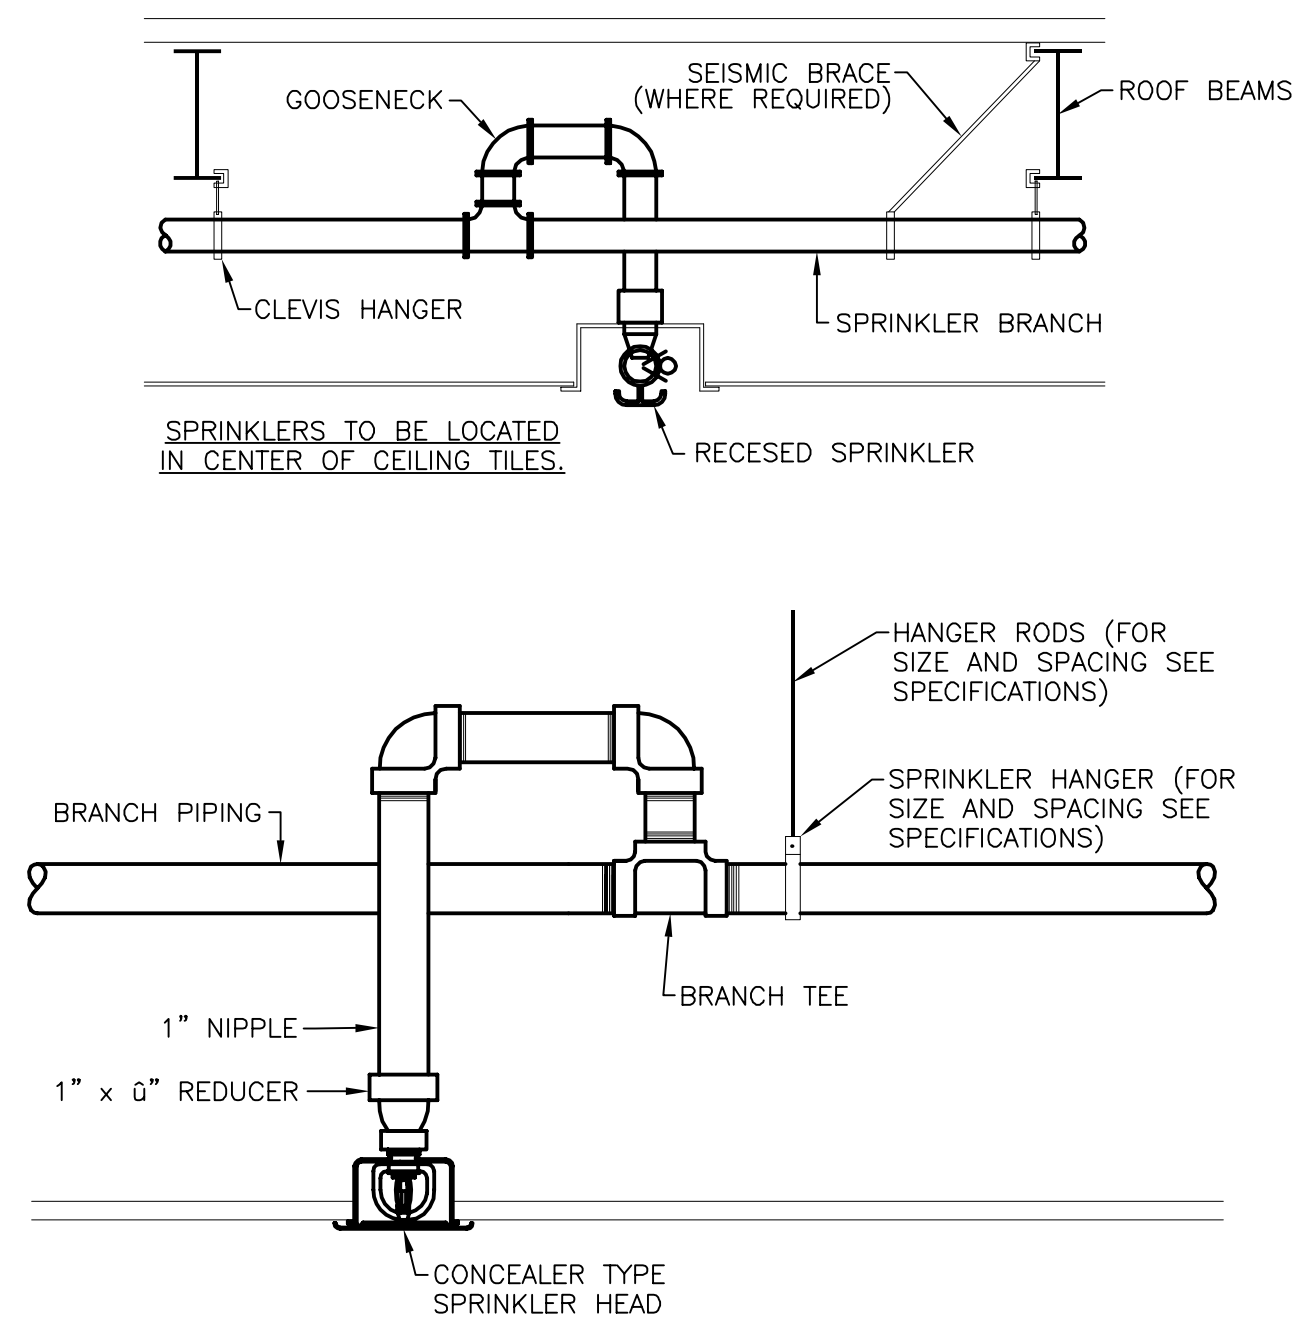 SEISMIC BRACE
(WHERE REQUIRED)
GOOSENECK
ROOF BEAMS
CLEVIS HANGER
SPRINKLER BRANCH
SPRINKLERS TO BE LOCATED
IN CENTER OF CEILING TILES.
RECESED SPRINKLER
HANGER RODS (FOR
SIZE AND SPACING SEE
SPECIFICATIONS)
SPRINKLER HANGER (FOR
SIZE AND SPACING SEE
SPECIFICATIONS)
BRANCH PIPING
BRANCH TEE
1” NIPPLE
1” x û” REDUCER
CONCEALER TYPE
SPRINKLER HEAD